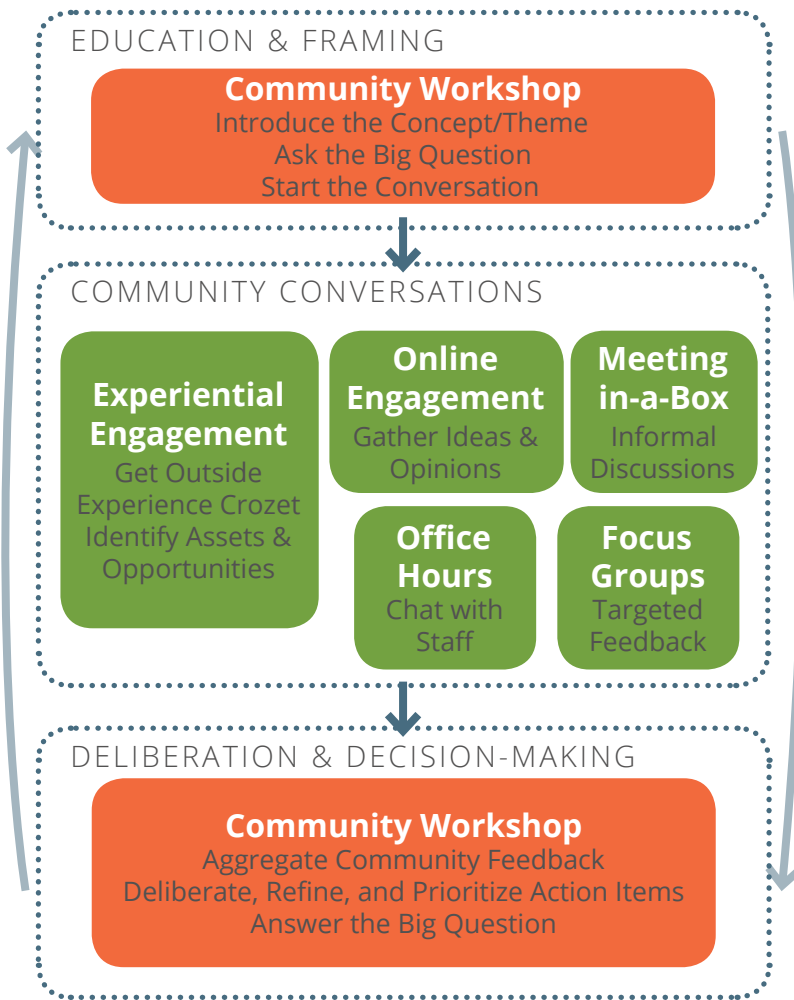 EDUCATION & FRAMING
Community Workshop
Introduce the Concept/Theme
Ask the Big Question
Start the Conversation
COMMUNITY CONVERSATIONS
Experiential
Engagement
Get Outside
Experience Crozet
Identify Assets &
Opportunities
Online
Engagement
Gather Ideas &
Opinions
Meeting
in-a-Box
Informal
Discussions
Office
Hours
Chat with
Staff
Focus
Groups
Targeted
Feedback
DELIBERATION & DECISION-MAKING
Community Workshop
Aggregate Community Feedback
Deliberate, Refine, and Prioritize Action Items
Answer the Big Question